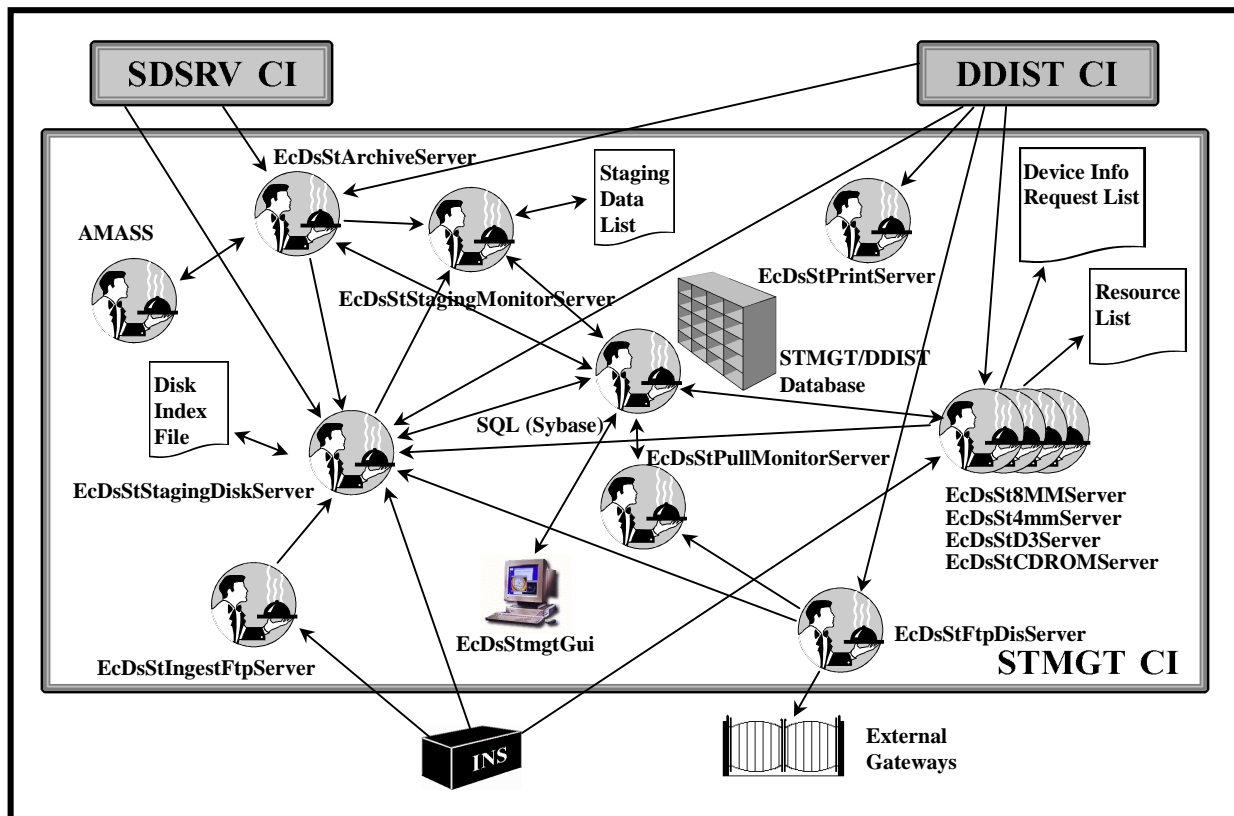 SDSRV CI
DDIST CI
EcDsStArchiveServer
Staging
Data
List
Device Info
Request List
AMASS
EcDsStStagingMonitorServer
EcDsStPrintServer
Resource
List
STMGT/DDIST
Database
Disk
Index
File
SQL (Sybase)
EcDsStPullMonitorServer
EcDsStStagingDiskServer
EcDsSt8MMServer
EcDsSt4mmServer
EcDsStD3Server
EcDsStCDROMServer
EcDsStmgtGui
EcDsStFtpDisServer
EcDsStIngestFtpServer
STMGT CI
INS
External
Gateways